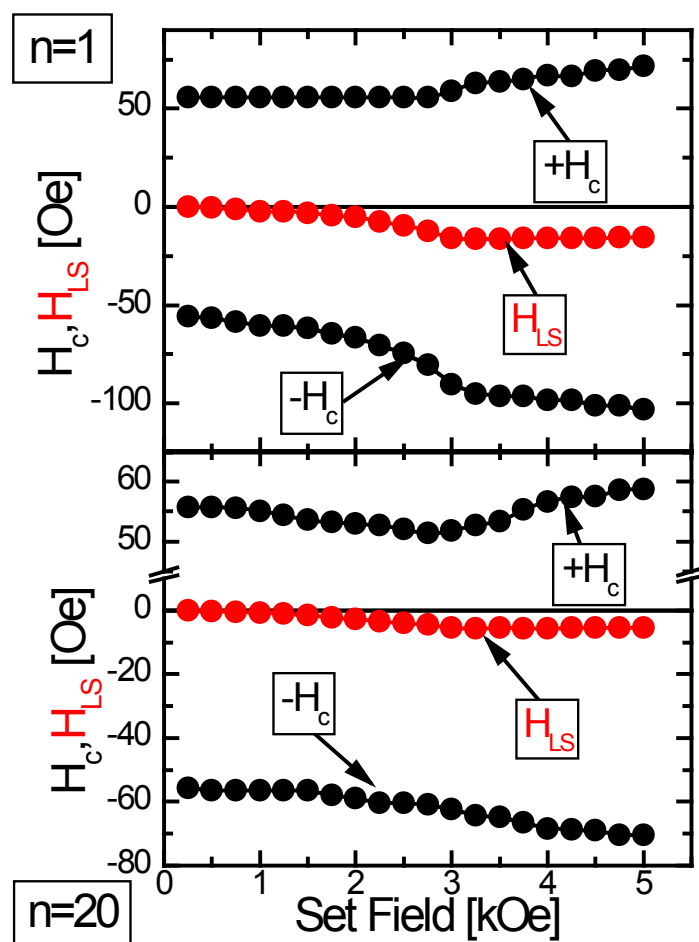 n=1
50
0
-50
-100
H_c, H_LS [Oe]
+H_c
H_LS
-H_c
60
50
0
-20
-40
-60
-80
H_c, H_LS [Oe]
+H_c
-H_c
H_LS
0 1 2 3 4 5
n=20
Set Field [kOe]